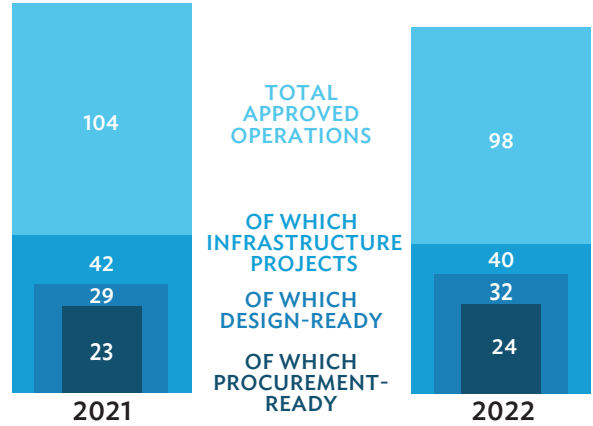 104
42
29
23
2021
TOTAL
APPROVED
OPERATIONS
OF WHICH
INFRASTRUCTURE
PROJECTS
OF WHICH
DESIGN-READY
OF WHICH
PROCUREMENT-
READY
98
40
32
24
2022